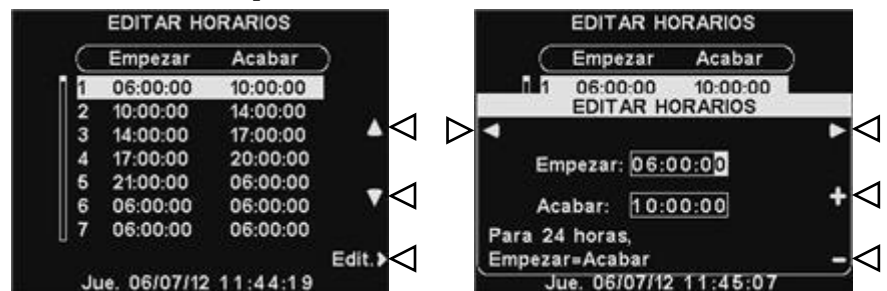 EDITAR HORARIOS
Empezar Acabar
1 06:00:00 10:00:00
2 10:00:00 14:00:00
3 14:00:00 17:00:00
4 17:00:00 20:00:00
5 21:00:00 06:00:00
6 06:00:00 06:00:00
7 06:00:00 06:00:00
Edit.
Jue. 06/07/12 11:44:19
EDITAR HORARIOS
Empezar Acabar
1 06:00:00 10:00:00
EDITAR HORARIOS
Empezar: 06:00:00
Acabar: 10:00:00
+
Para 24 horas,
Empezar=Acabar -
Jue. 06/07/12 11:45:07